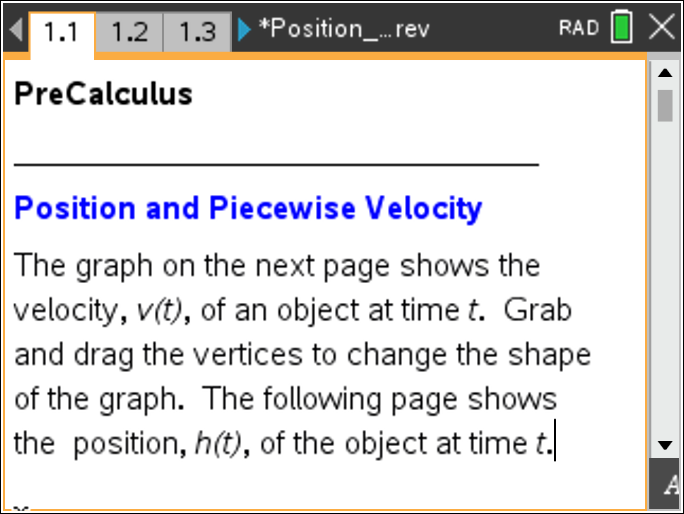 1.1 1.2 1.3 *Position_...rev RAD
PreCalculus
Position and Piecewise Velocity
The graph on the next page shows the
velocity, v(t), of an object at time t. Grab
and drag the vertices to change the shape
of the graph. The following page shows
the position, h(t), of the object at time t.
A